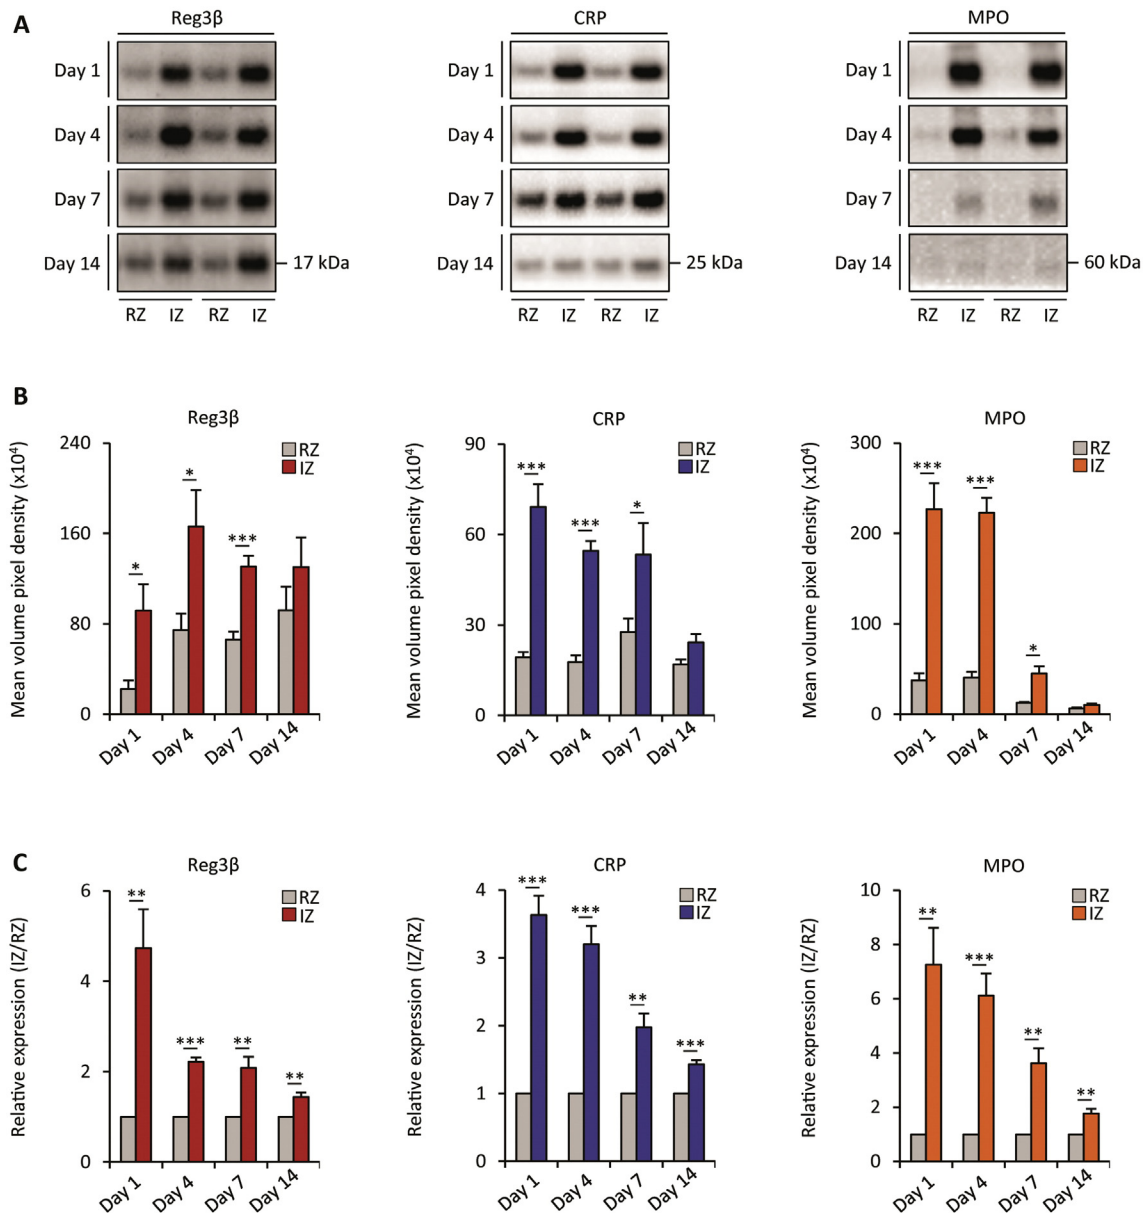 A
Reg3β CRP MPO
Day 1 Day 1 Day 1
Day 4 Day 4 Day 4
Day 7 Day 7 Day 7
Day 14 17 kDa Day 14 25 kDa Day 14 60 kDa
RZ IZ RZ IZ RZ IZ RZ IZ RZ IZ RZ IZ
B
Reg3β
Mean volume pixel density (x10⁴)
240
160
80
0
RZ
IZ
* * ***
Day 1 Day 4 Day 7 Day 14
CRP
Mean volume pixel density (x10⁴)
90
60
30
0
RZ
IZ
*** *** *
Day 1 Day 4 Day 7 Day 14
MPO
Mean volume pixel density (x10⁴)
300
200
100
0
RZ
IZ
*** *** *
Day 1 Day 4 Day 7 Day 14
C
Reg3β
Relative expression (IZ/RZ)
6
4
2
0
RZ
IZ
** *** ** **
Day 1 Day 4 Day 7 Day 14
CRP
Relative expression (IZ/RZ)
4
3
2
1
0
RZ
IZ
*** *** ** ***
Day 1 Day 4 Day 7 Day 14
MPO
Relative expression (IZ/RZ)
10
8
6
4
2
0
RZ
IZ
** *** ** **
Day 1 Day 4 Day 7 Day 14